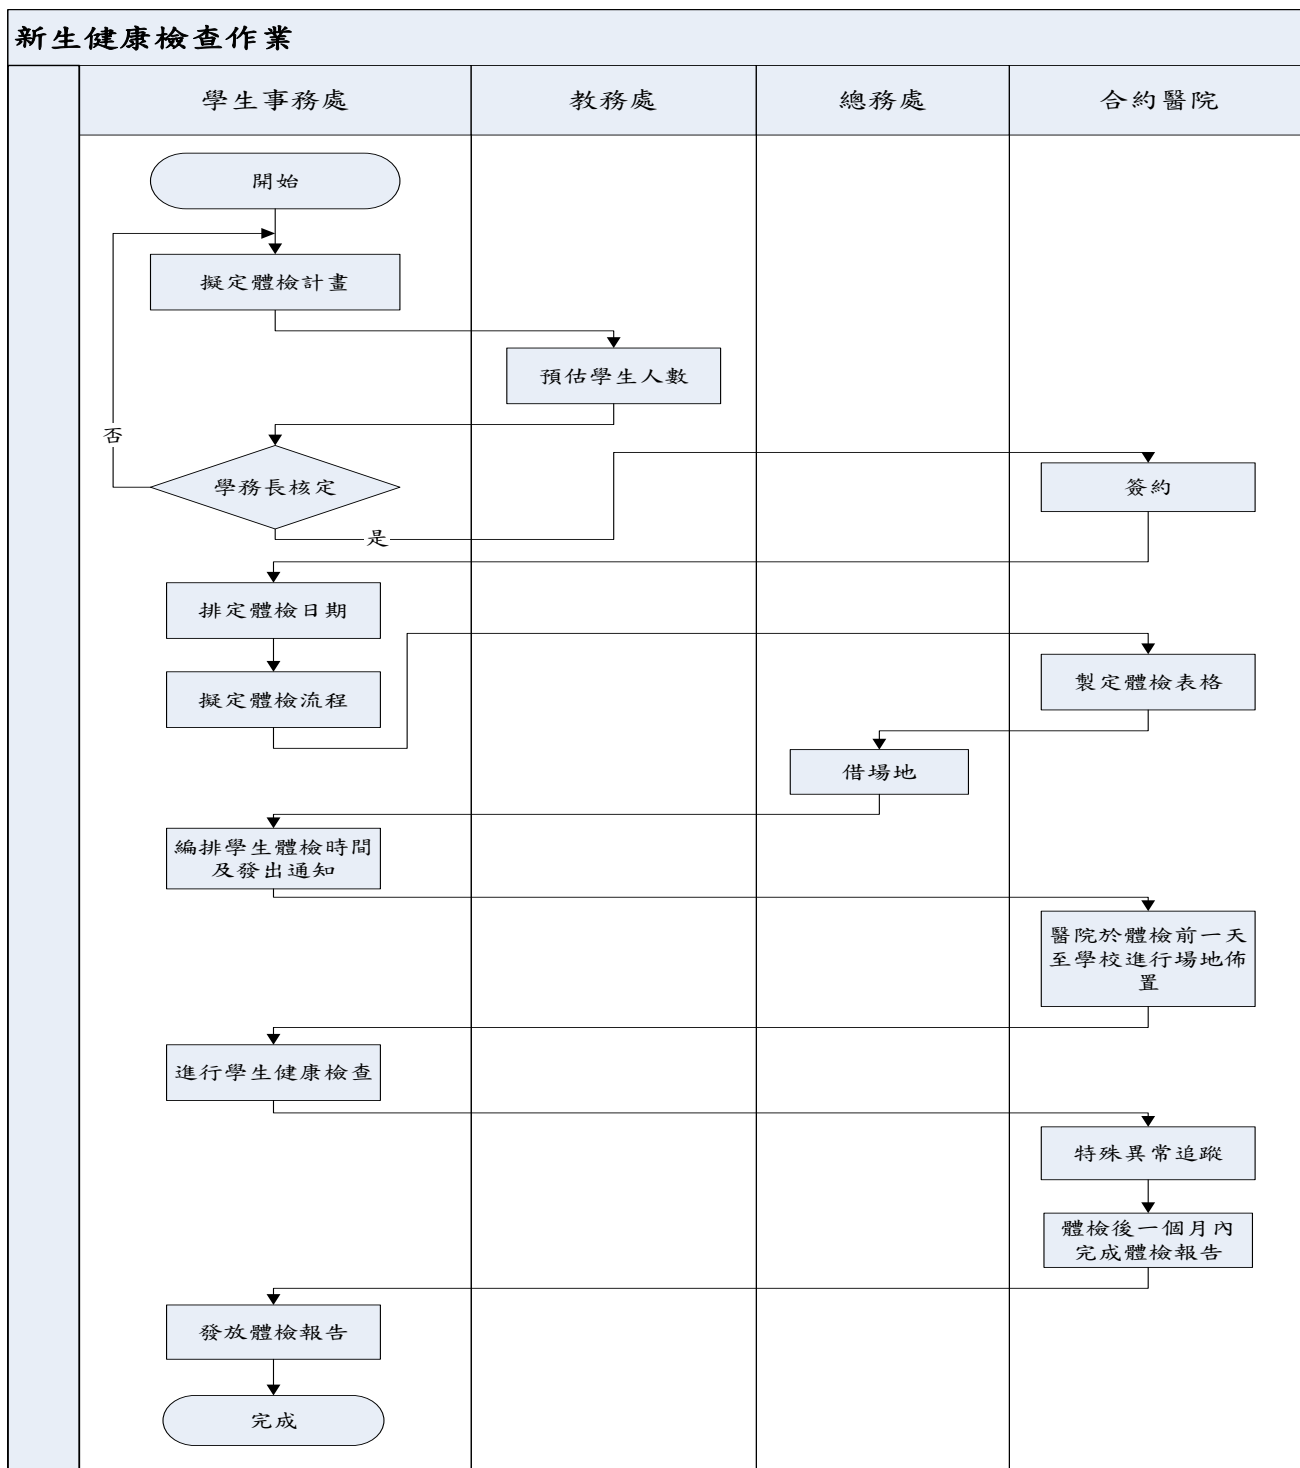 新生健康檢查作業
學生事務處
教務處
總務處
合約醫院
開始
擬定體檢計畫
預估學生人數
否
學務長核定
簽約
是
排定體檢日期
擬定體檢流程
製定體檢表格
借場地
編排學生體檢時間
及發出通知
醫院於體檢前一天
至學校進行場地佈
置
進行學生健康檢查
特殊異常追蹤
體檢後一個月內
完成體檢報告
發放體檢報告
完成